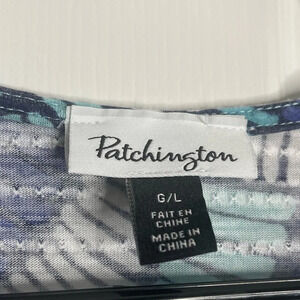 Patchington
G/L
FAIT EN
CHINE
MADE IN
CHINA